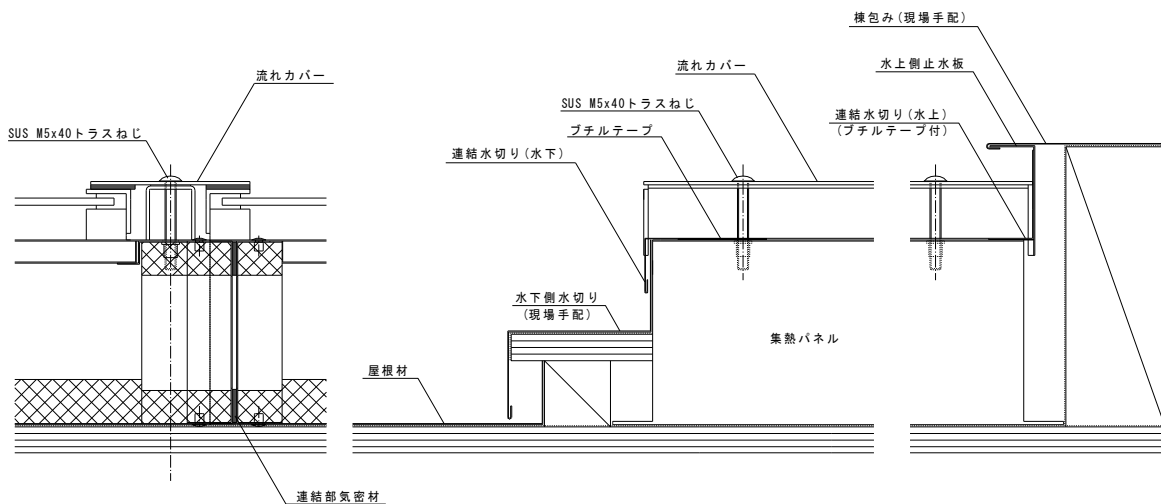 棟包み(現場手配)
水上側止水板
流れカバー
流れカバー
SUS M5x40トラスねじ
SUS M5x40トラスねじ
連結水切り(水上)
(ブチルテープ付)
ブチルテープ
連結水切り(水下)
水下側水切り
(現場手配)
集熱パネル
屋根材
連結部気密材